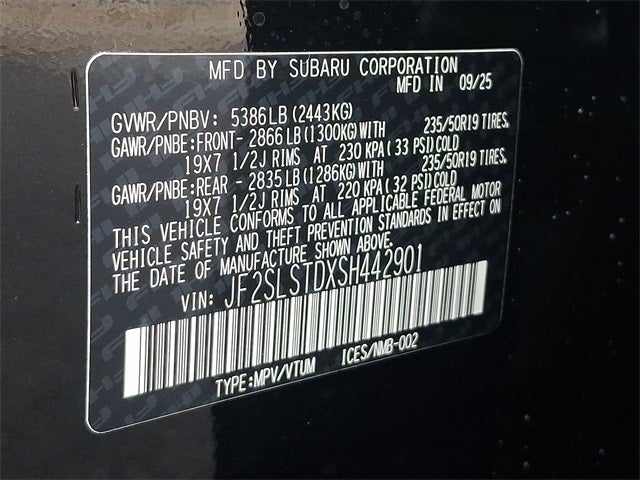 MFD BY SUBARU CORPORATION
MFD IN 09/25
GVWR/PNBV: 5386LB(2443KG)
GAWR/PNBE:FRONT- 2866LB(1300KG)WITH 235/50R19 TIRES,
19X7 1/2J RIMS AT 230 KPA(33 PSI)COLD
GAWR/PNBE:REAR - 2835LB(1286KG)WITH 235/50R19 TIRES,
19X7 1/2J RIMS AT 220 KPA(32 PSI)COLD
THIS VEHICLE CONFORMS TO ALL APPLICABLE FEDERAL MOTOR
VEHICLE SAFETY AND THEFT PREVENTION STANDARDS IN EFFECT ON
THE DATE OF MANUFACTURE SHOWN ABOVE.
VIN: JF2SLSTDXSH442901
TYPE:MPV/VTUM ICES/NMB-002